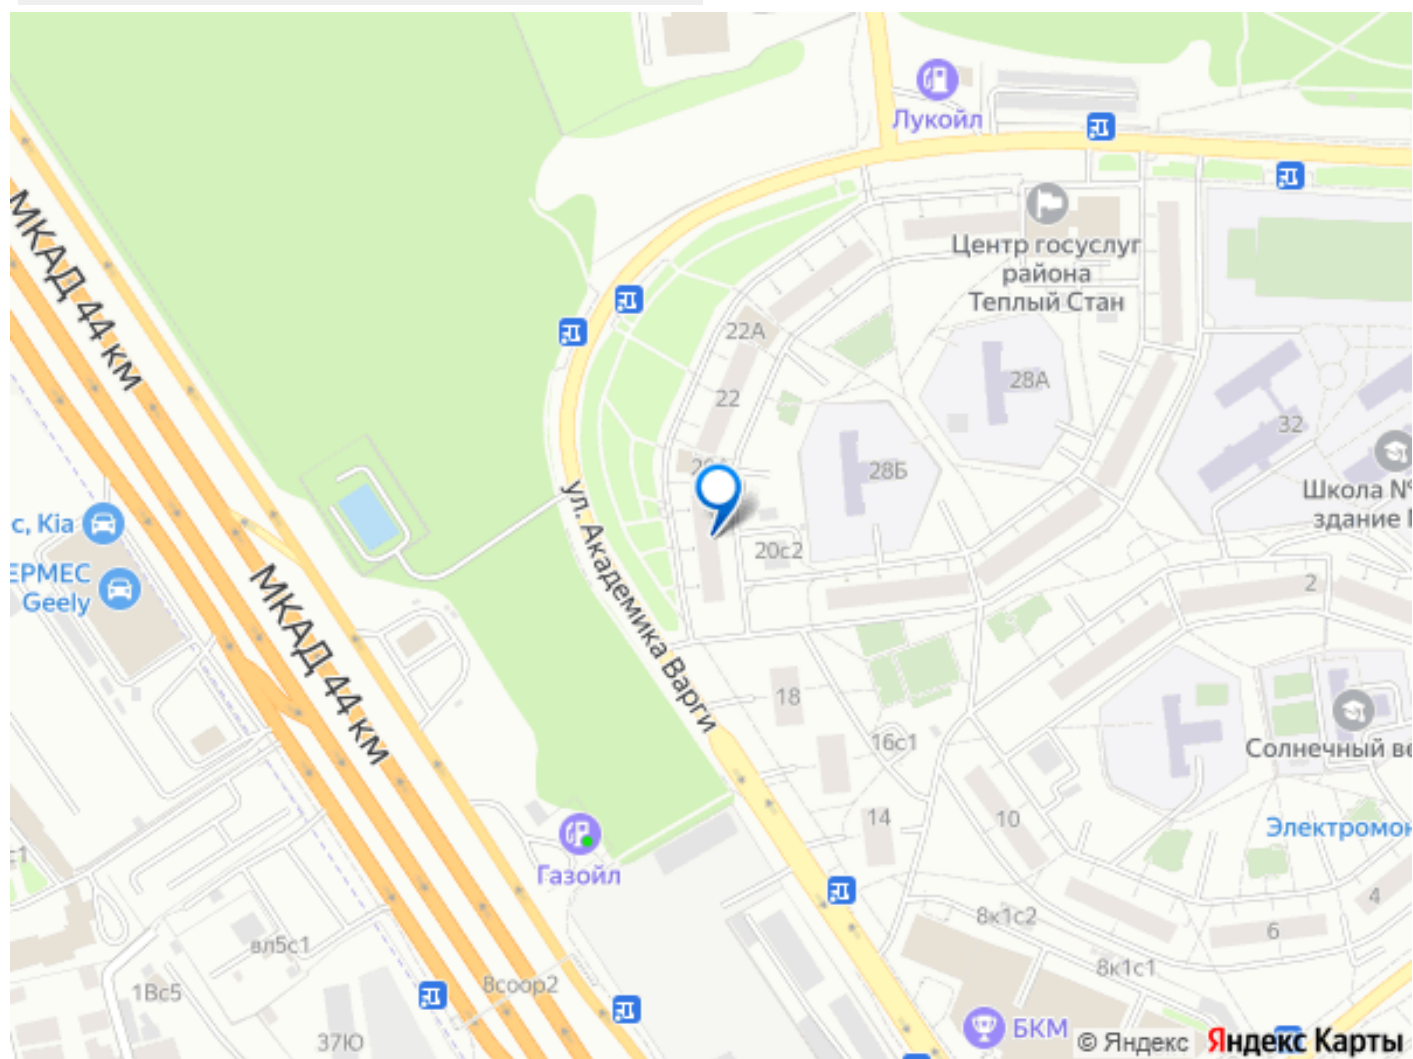 Лукойл
МКАД 44 км
Центр госуслуг
района
Теплый Стан
22А
28А
22
32
28Б
Школа №
здание
с, Kia
ЕРМЕС
Geely
20с2
ул. Академика Варги
МКАД 44 км
2
18
16с1
Солнечный ве
14
10
Электромон
Газойл
4
8к1с2
6
вл5с1
8к1с1
1Вс5
8соор2
37Ю
БКМ
© Яндекс Яндекс Карты